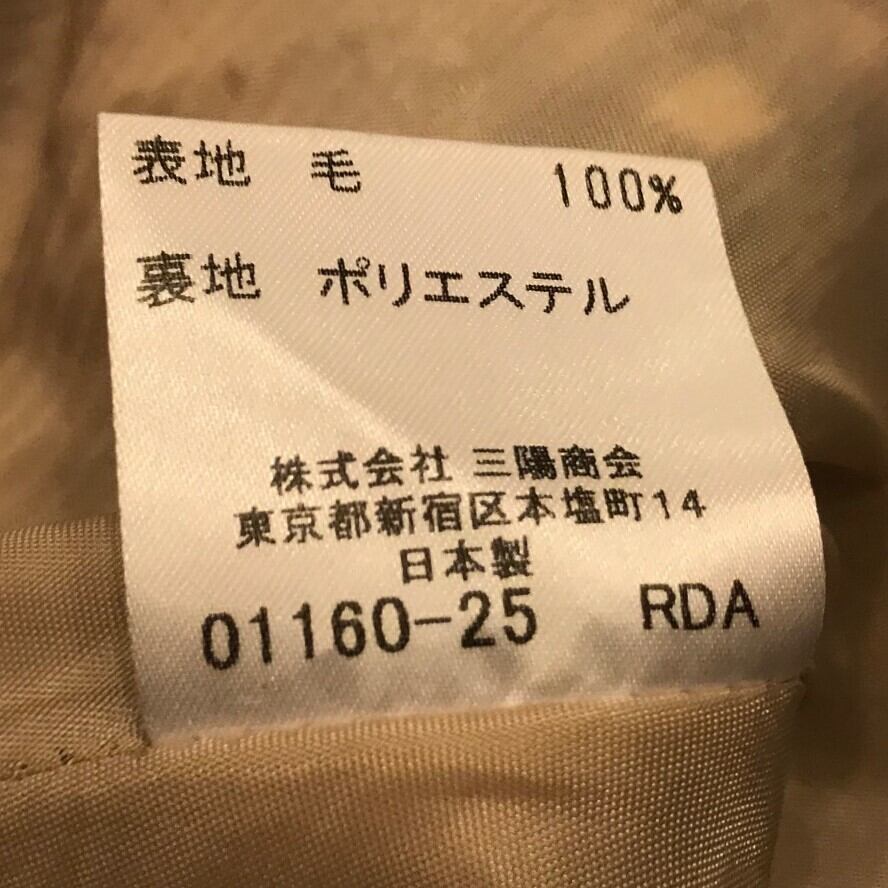 表地 毛 100%
裏地 ポリエステル
株式会社 三陽商会
東京都新宿区本塩町14
日本製
01160-25 RDA